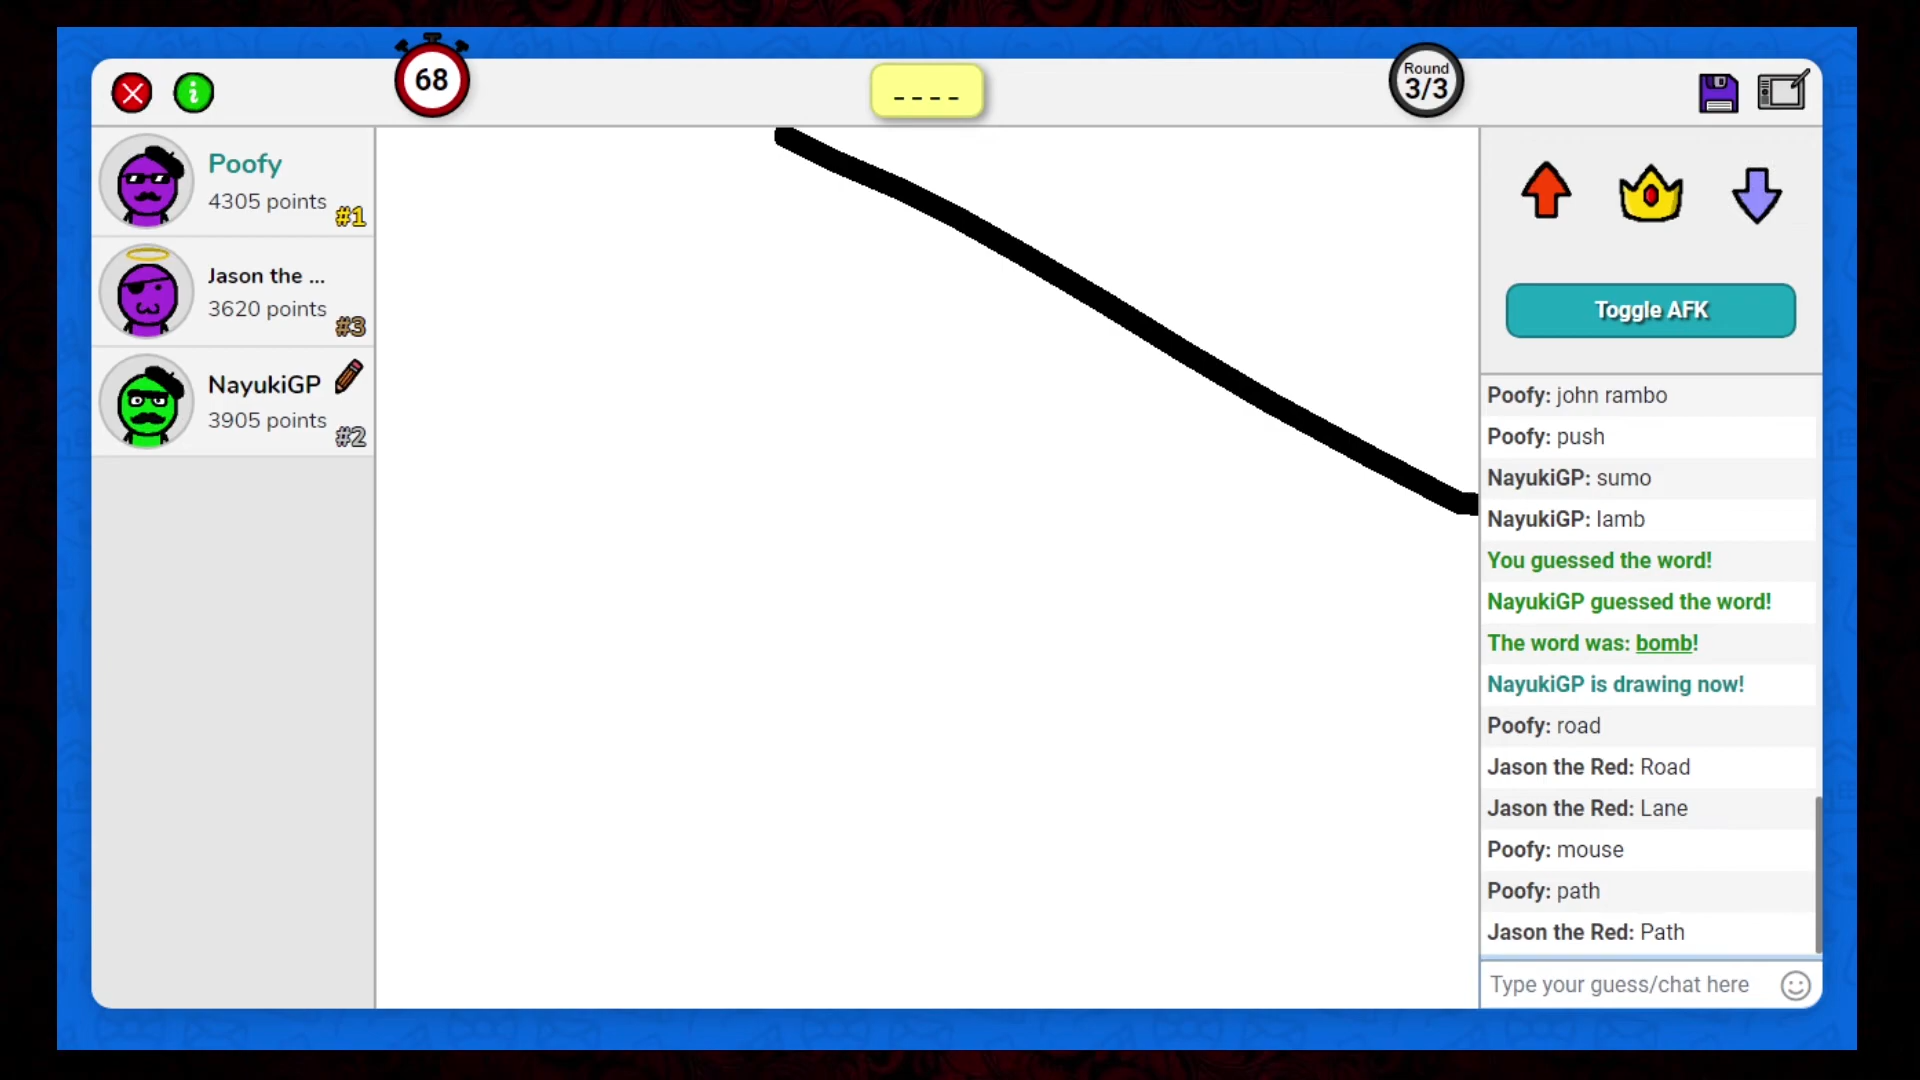 68
_ _ _ _
Round
3/3
Poofy
4305 points
#1
Jason the ...
3620 points
#3
NayukiGP
3905 points
#2
Toggle AFK
Poofy: john rambo
Poofy: push
NayukiGP: sumo
NayukiGP: lamb
You guessed the word!
NayukiGP guessed the word!
The word was: bomb!
NayukiGP is drawing now!
Poofy: road
Jason the Red: Road
Jason the Red: Lane
Poofy: mouse
Poofy: path
Jason the Red: Path
Type your guess/chat here